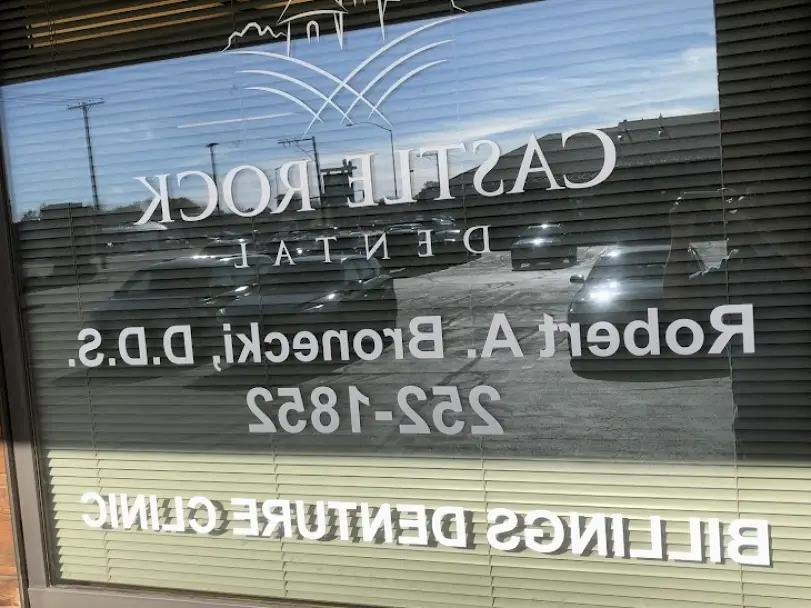 CASTLE ROCK
DENTAL
Robert A. Bronecki, D.D.S.
252-1852
BILLINGS DENTURE CLINIC